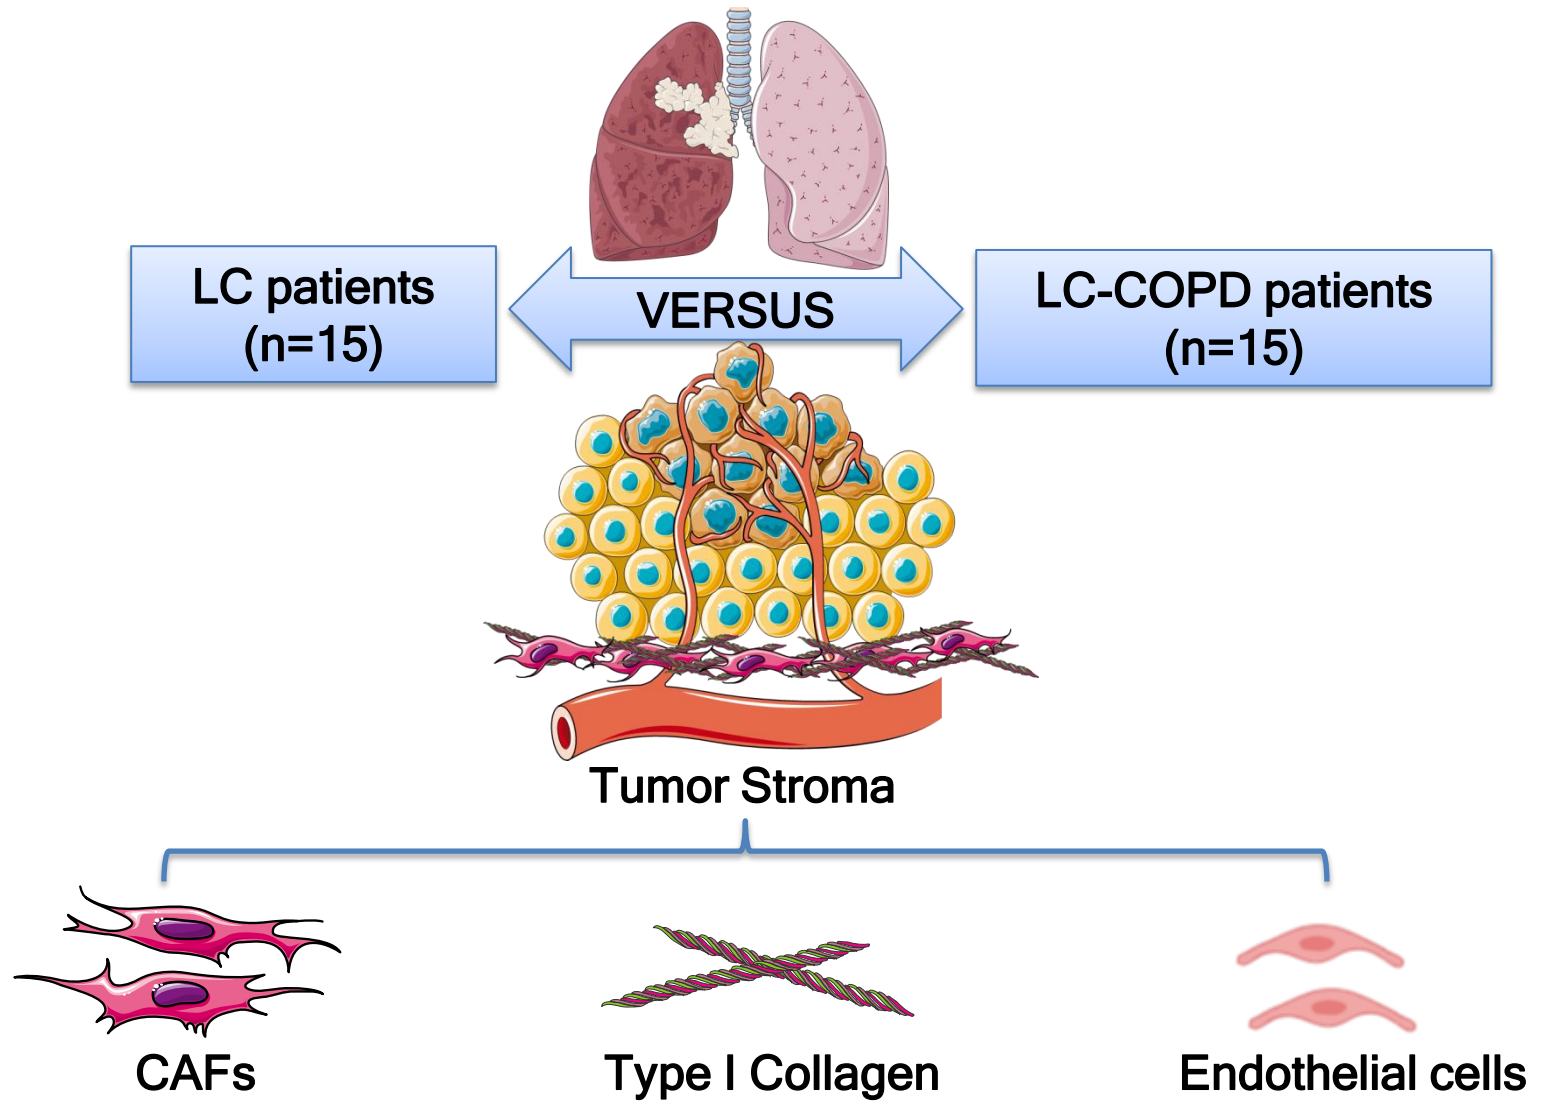 LC patients
(n=15)
VERSUS
LC-COPD patients
(n=15)
Tumor Stroma
CAFs
Type I Collagen
Endothelial cells